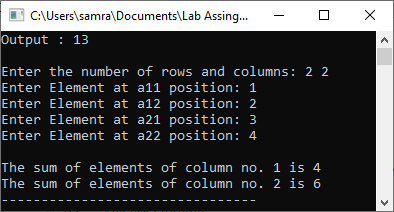 C:\Users\samra\Documents\Lab Assing...
Output : 13
Enter the number of rows and columns: 2 2
Enter Element at a11 position: 1
Enter Element at a12 position: 2
Enter Element at a21 position: 3
Enter Element at a22 position: 4
The sum of elements of column no. 1 is 4
The sum of elements of column no. 2 is 6
--------------------------------